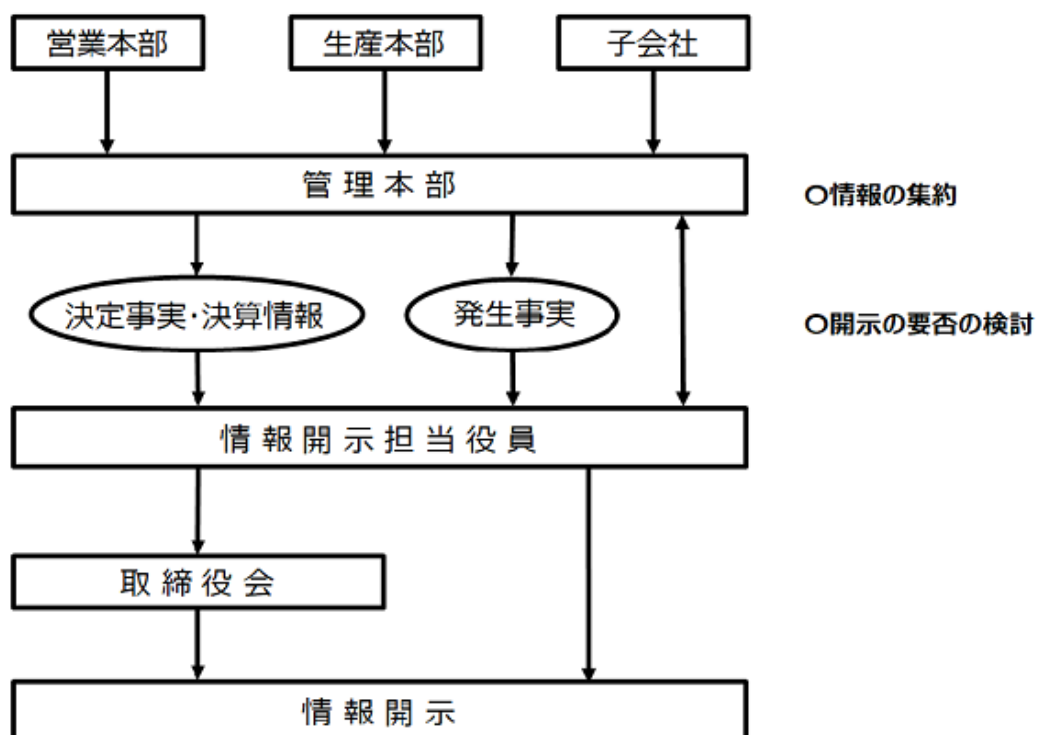 営業本部
生産本部
子会社
管理本部
○情報の集約
決定事実・決算情報
発生事実
○開示の要否の検討
情報開示担当役員
取締役会
情報開示